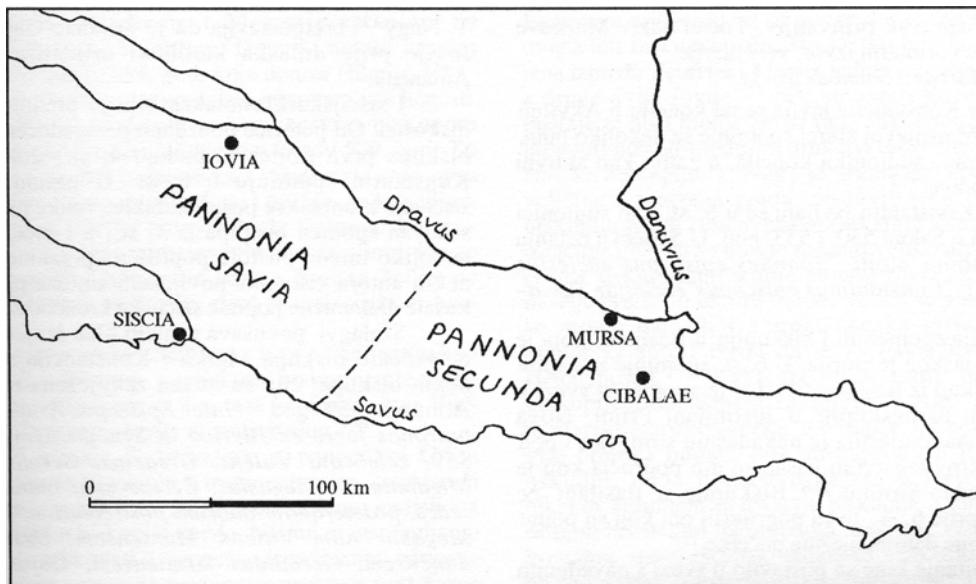 IOVIA
PANNONIA
SAVIA
Dravus
Danuvius
SISCIA
PANNONIA
SECUNDA
MURSA
CIBALAE
Savus
0 100 km